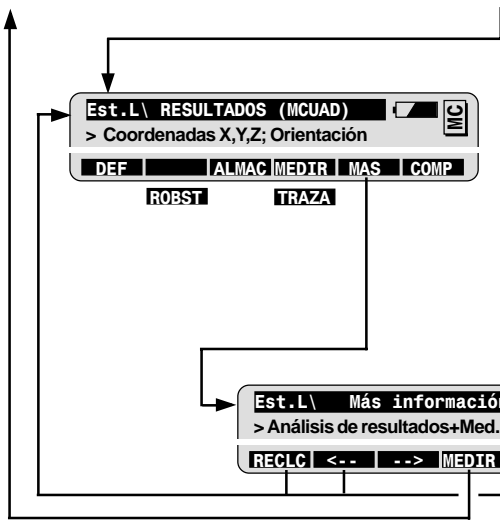 Est.L\ RESULTADOS (MCUAD) MC
> Coordenadas X,Y,Z; Orientación
DEF ALMAC MEDIR MAS COMP
ROBST TRAZA
Est.L\ Más información
> Análisis de resultados+Med.
RECLC <-- --> MEDIR